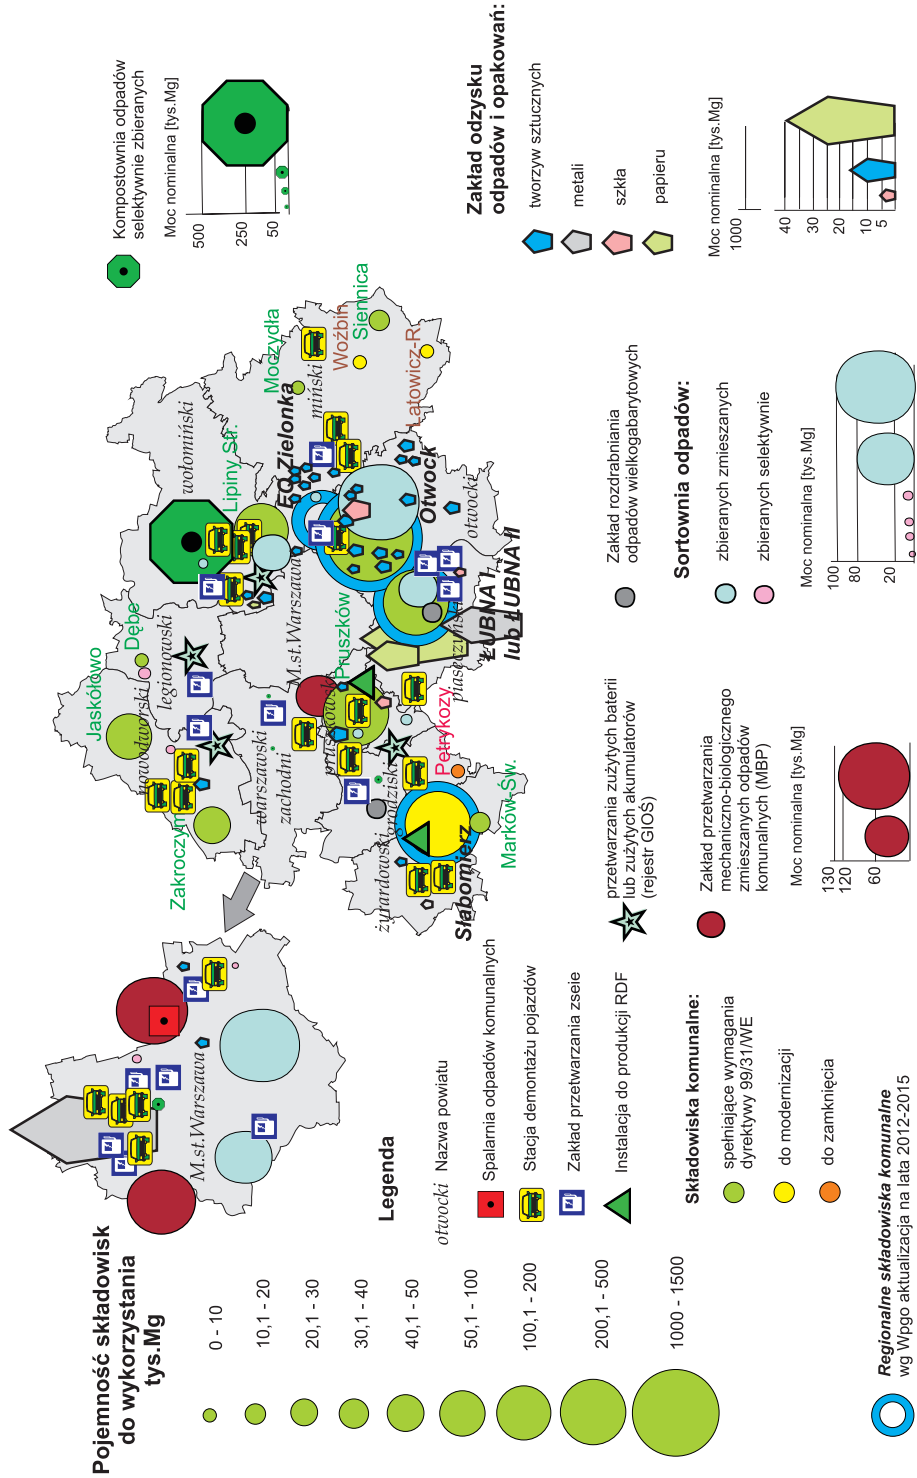 Pojemność składowisk
do wykorzystania
tys.Mg
0 - 10
10,1 - 20
20,1 - 30
30,1 - 40
40,1 - 50
50,1 - 100
100,1 - 200
200,1 - 500
1000 - 1500
Regionalne składowiska komunalne
wg Wpgo aktualizacja na lata 2012-2015
M.st.Warszawa
Legenda
otwocki Nazwa powiatu
Spalarnia odpadów komunalnych
Stacja demontażu pojazdów
Zakład przetwarzania zseie
Instalacja do produkcji RDF
Składowiska komunalne:
spełniające wymagania
dyrektywy 99/31/WE
do modernizacji
do zamknięcia
przetwarzania zużytych baterii
lub zużytych akumulatorów
(rejestr GIOŚ)
Zakład przetwarzania
mechaniczno-biologicznego
zmieszanych odpadów
komunalnych (MBP)
Moc nominalna [tys.Mg]
130
120
60
Zakład rozdrabniania
odpadów wielkogabarytowych
Sortownia odpadów:
zbieranych zmieszanych
zbieranych selektywnie
Moc nominalna [tys.Mg]
100
80
20
Kompostownia odpadów
selektywnie zbieranych
Moc nominalna [tys.Mg]
500
250
50
Zakład odzysku
odpadów i opakowań:
tworzyw sztucznych
metali
szkła
papieru
Moc nominalna [tys.Mg]
1000
40
30
20
10
5
Jaskółowo
Dębe
nowodworski
legionowski
Zakroczym
wołomiński
Lipiny Str.
Moczydła
EO Zielonka
miński
Woźbin
Siennica
Latowicz-R.
Otwock
otwocki
M.st.Warszawa
warszawski
zachodni
Pruszków
pruszkowski
piaseczyński
ŁUBNA I
lub ŁUBNA II
Petrykozy
grodziski
żyrardowski
Słabomierz
Marków-Św.